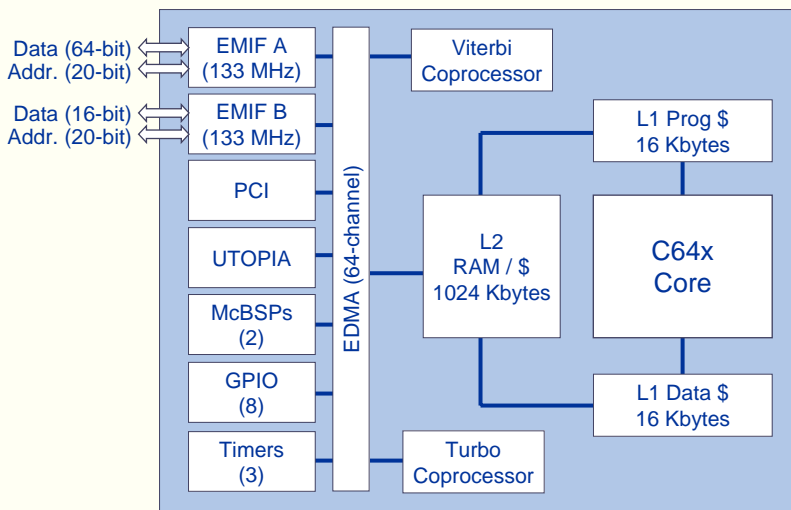 Data (64-bit)
Addr. (20-bit)
Data (16-bit)
Addr. (20-bit)
EMIF A
(133 MHz)
EMIF B
(133 MHz)
PCI
UTOPIA
McBSPs
(2)
GPIO
(8)
Timers
(3)
EDMA (64-channel)
Viterbi
Coprocessor
L2
RAM / $
1024 Kbytes
Turbo
Coprocessor
L1 Prog $
16 Kbytes
C64x
Core
L1 Data $
16 Kbytes